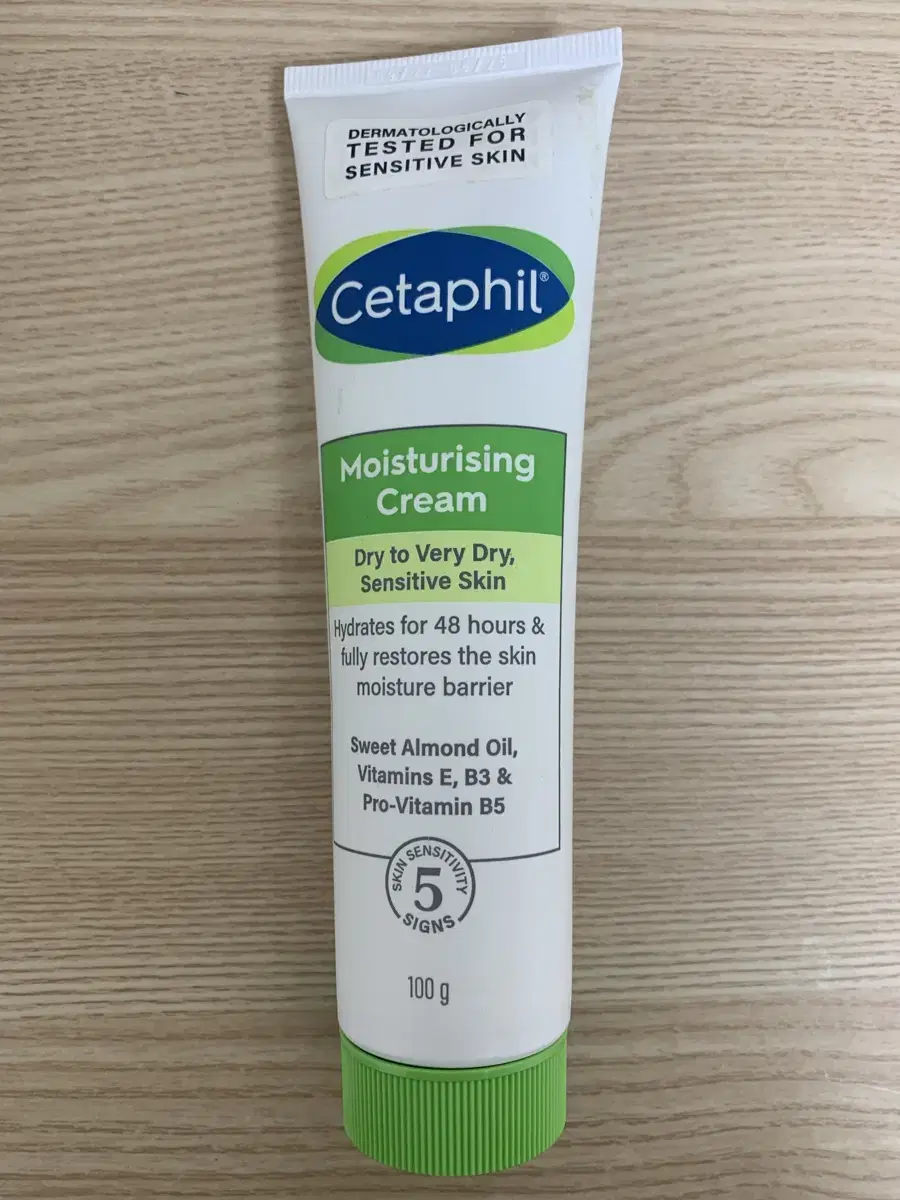 DERMATOLOGICALLY
TESTED FOR
SENSITIVE SKIN
Cetaphil®
Moisturising
Cream
Dry to Very Dry,
Sensitive Skin
Hydrates for 48 hours &
fully restores the skin
moisture barrier
Sweet Almond Oil,
Vitamins E, B3 &
Pro-Vitamin B5
SKIN SENSITIVITY
5
SIGNS
100 g